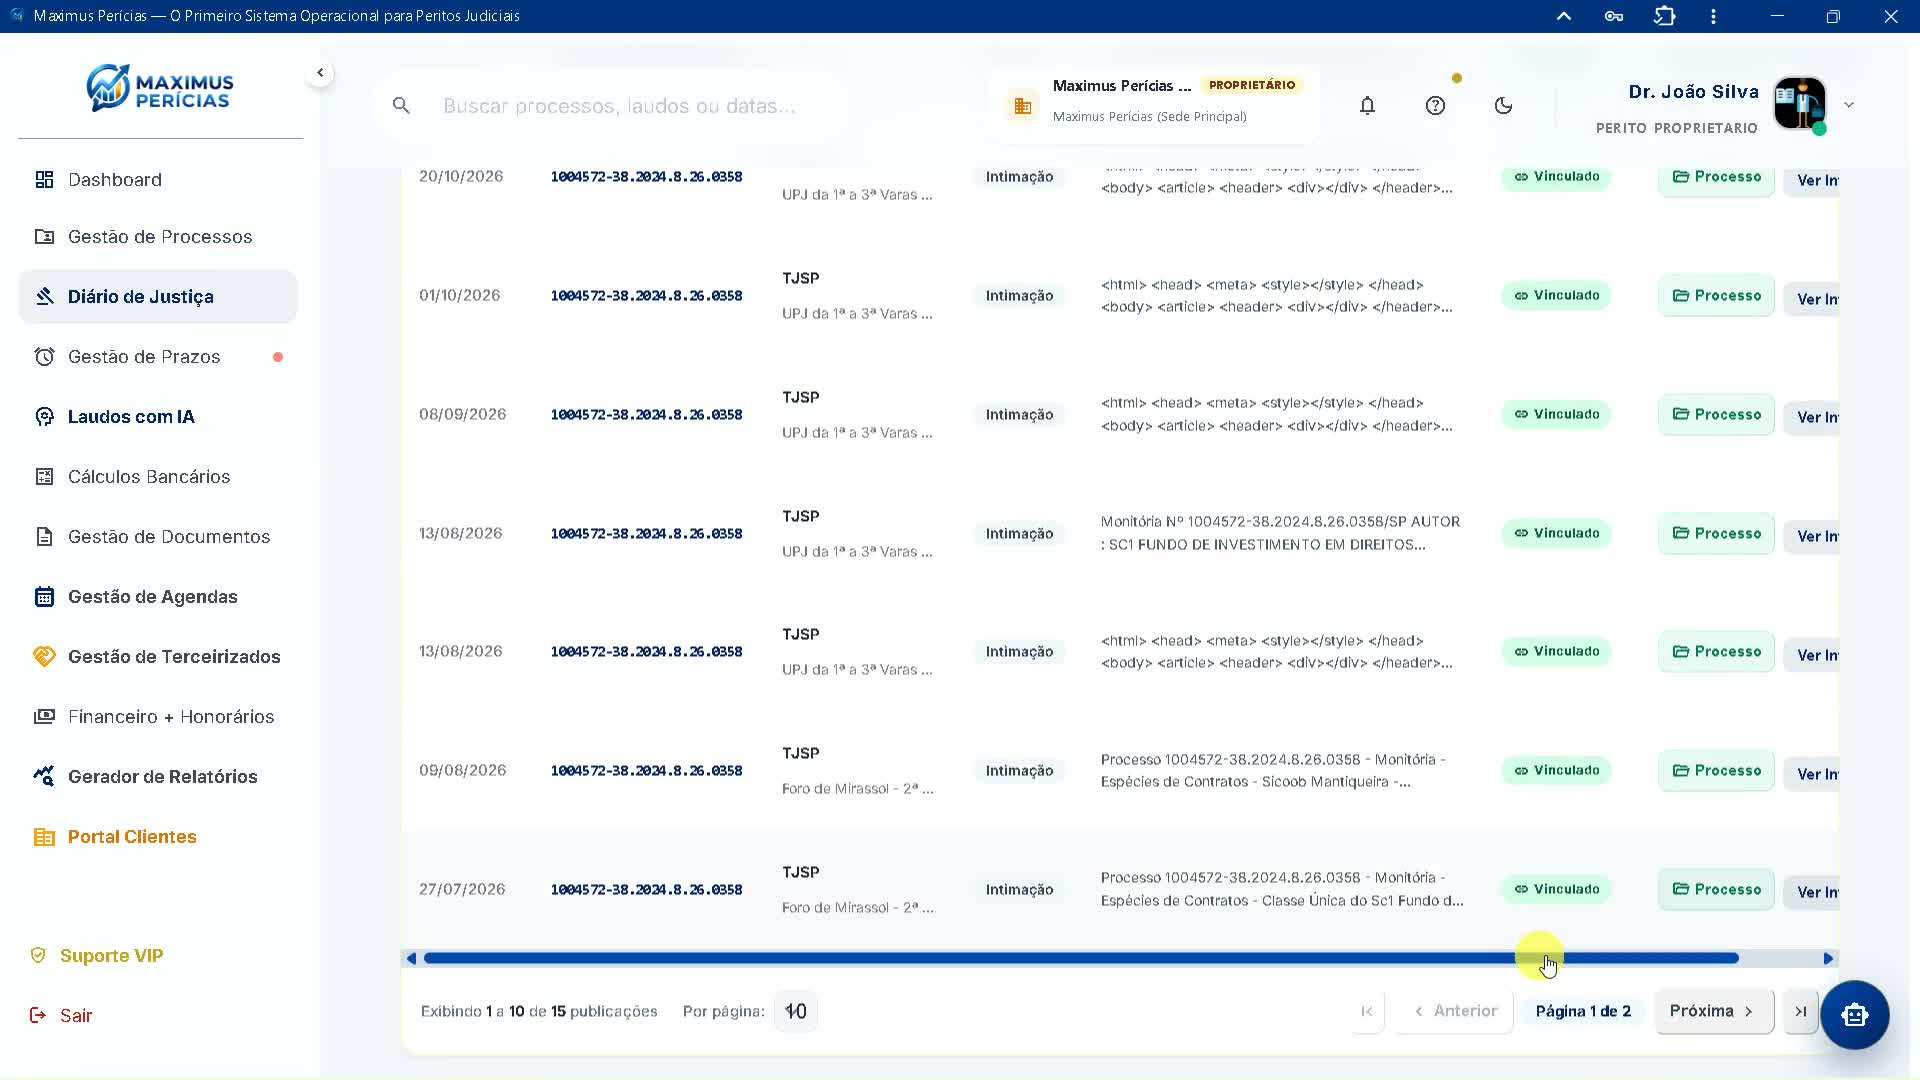 Maximus Perícias — O Primeiro Sistema Operacional para Peritos Judiciais
MAXIMUS
PERÍCIAS
Dashboard
Gestão de Processos
Diário de Justiça
Gestão de Prazos
Laudos com IA
Cálculos Bancários
Gestão de Documentos
Gestão de Agendas
Gestão de Terceirizados
Financeiro + Honorários
Gerador de Relatórios
Portal Clientes
Suporte VIP
Sair
Buscar processos, laudos ou datas...
Maximus Perícias ... PROPRIETÁRIO
Maximus Perícias (Sede Principal)
Dr. João Silva
PERITO PROPRIETARIO
20/10/2026 1004572-38.2024.8.26.0358 UPJ da 1ª a 3ª Varas ... Intimação
<body> <article> <header> <div></div> </header>... Vinculado Processo Ver In
01/10/2026 1004572-38.2024.8.26.0358 TJSP
UPJ da 1ª a 3ª Varas ... Intimação <html> <head> <meta> <style></style> </head>
<body> <article> <header> <div></div> </header>... Vinculado Processo Ver In
08/09/2026 1004572-38.2024.8.26.0358 TJSP
UPJ da 1ª a 3ª Varas ... Intimação <html> <head> <meta> <style></style> </head>
<body> <article> <header> <div></div> </header>... Vinculado Processo Ver In
13/08/2026 1004572-38.2024.8.26.0358 TJSP
UPJ da 1ª a 3ª Varas ... Intimação Monitória Nº 1004572-38.2024.8.26.0358/SP AUTOR
: SC1 FUNDO DE INVESTIMENTO EM DIREITOS... Vinculado Processo Ver In
13/08/2026 1004572-38.2024.8.26.0358 TJSP
UPJ da 1ª a 3ª Varas ... Intimação <html> <head> <meta> <style></style> </head>
<body> <article> <header> <div></div> </header>... Vinculado Processo Ver In
09/08/2026 1004572-38.2024.8.26.0358 TJSP
Foro de Mirassol - 2ª ... Intimação Processo 1004572-38.2024.8.26.0358 - Monitória -
Espécies de Contratos - Sicoob Mantiqueira -... Vinculado Processo Ver In
27/07/2026 1004572-38.2024.8.26.0358 TJSP
Foro de Mirassol - 2ª ... Intimação Processo 1004572-38.2024.8.26.0358 - Monitória -
Espécies de Contratos - Classe Única do Sc1 Fundo d... Vinculado Processo Ver In
Exibindo 1 a 10 de 15 publicações Por página: 10 Anterior Página 1 de 2 Próxima